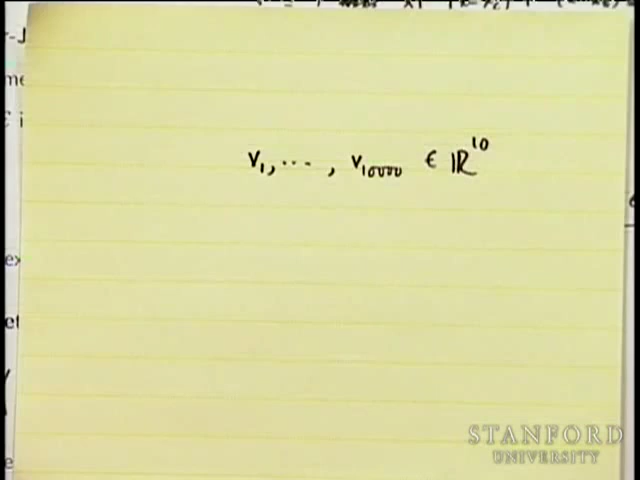 v₁, ..., v₁₀₀₀₀ ∈ ℝ¹⁰
STANFORD
UNIVERSITY